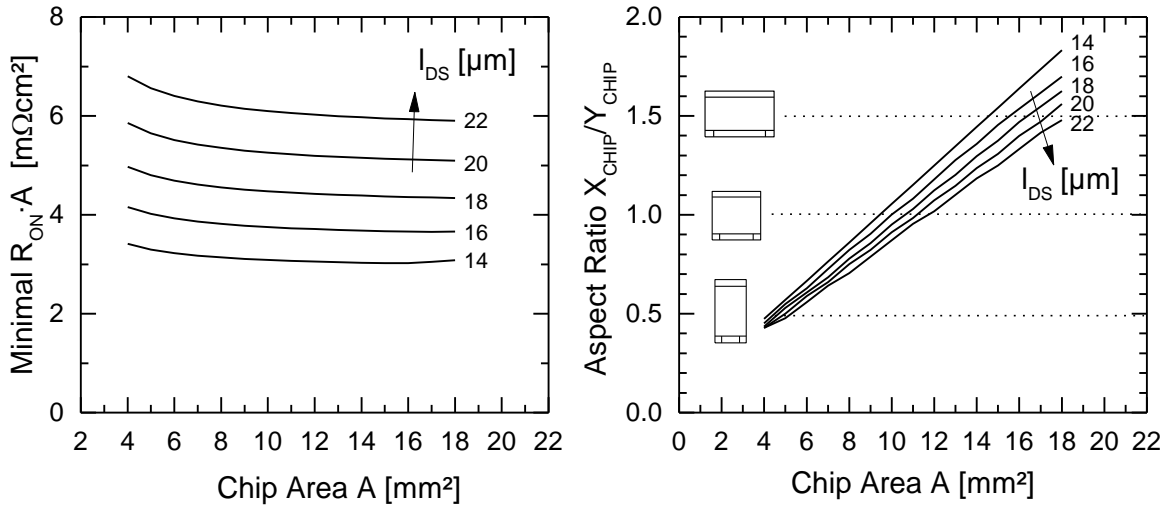 Minimal R_ON·A [mΩcm²]
8
6
4
2
0
l_DS [µm]
22
20
18
16
14
2 4 6 8 10 12 14 16 18 20 22
Chip Area A [mm²]
Aspect Ratio X_CHIP/Y_CHIP
2.0
1.5
1.0
0.5
0.0
14
16
18
20
22
l_DS [µm]
0 2 4 6 8 10 12 14 16 18 20 22
Chip Area A [mm²]